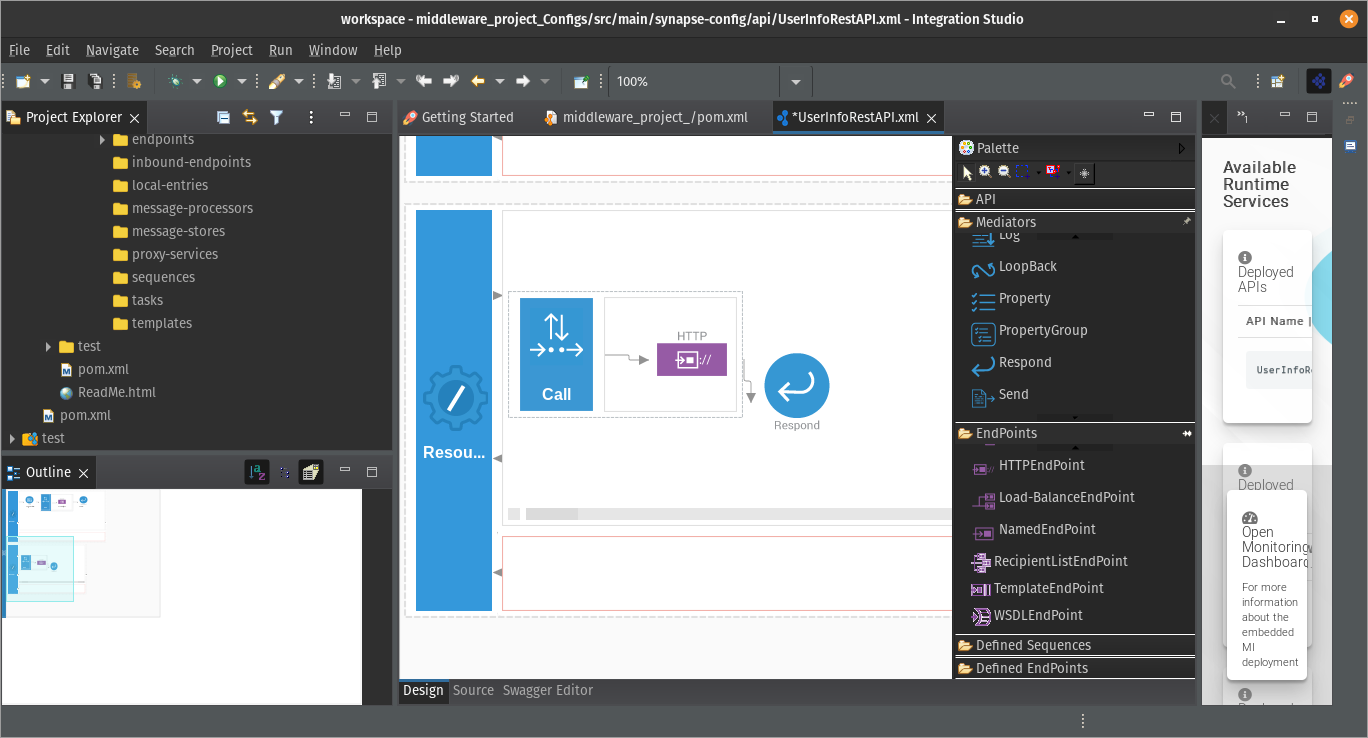 workspace - middleware_project_Configs/src/main/synapse-config/api/UserInfoRestAPI.xml - Integration Studio
File Edit Navigate Search Project Run Window Help
100%
Project Explorer
endpoints
inbound-endpoints
local-entries
message-processors
message-stores
proxy-services
sequences
tasks
templates
test
pom.xml
ReadMe.html
pom.xml
test
Outline
Getting Started
middleware_project_/pom.xml
*UserInfoRestAPI.xml
Resou...
Call
HTTP
://
Respond
Design Source Swagger Editor
Palette
API
Mediators
Log
LoopBack
Property
PropertyGroup
Respond
Send
EndPoints
HTTPEndPoint
Load-BalanceEndPoint
NamedEndPoint
RecipientListEndPoint
TemplateEndPoint
WSDLEndPoint
Defined Sequences
Defined EndPoints
»1
Available
Runtime
Services
Deployed
APIs
API Name |
UserInfoR
Deployed
Open
Monitoring
Dashboard
For more
information
about the
embedded
MI
deployment